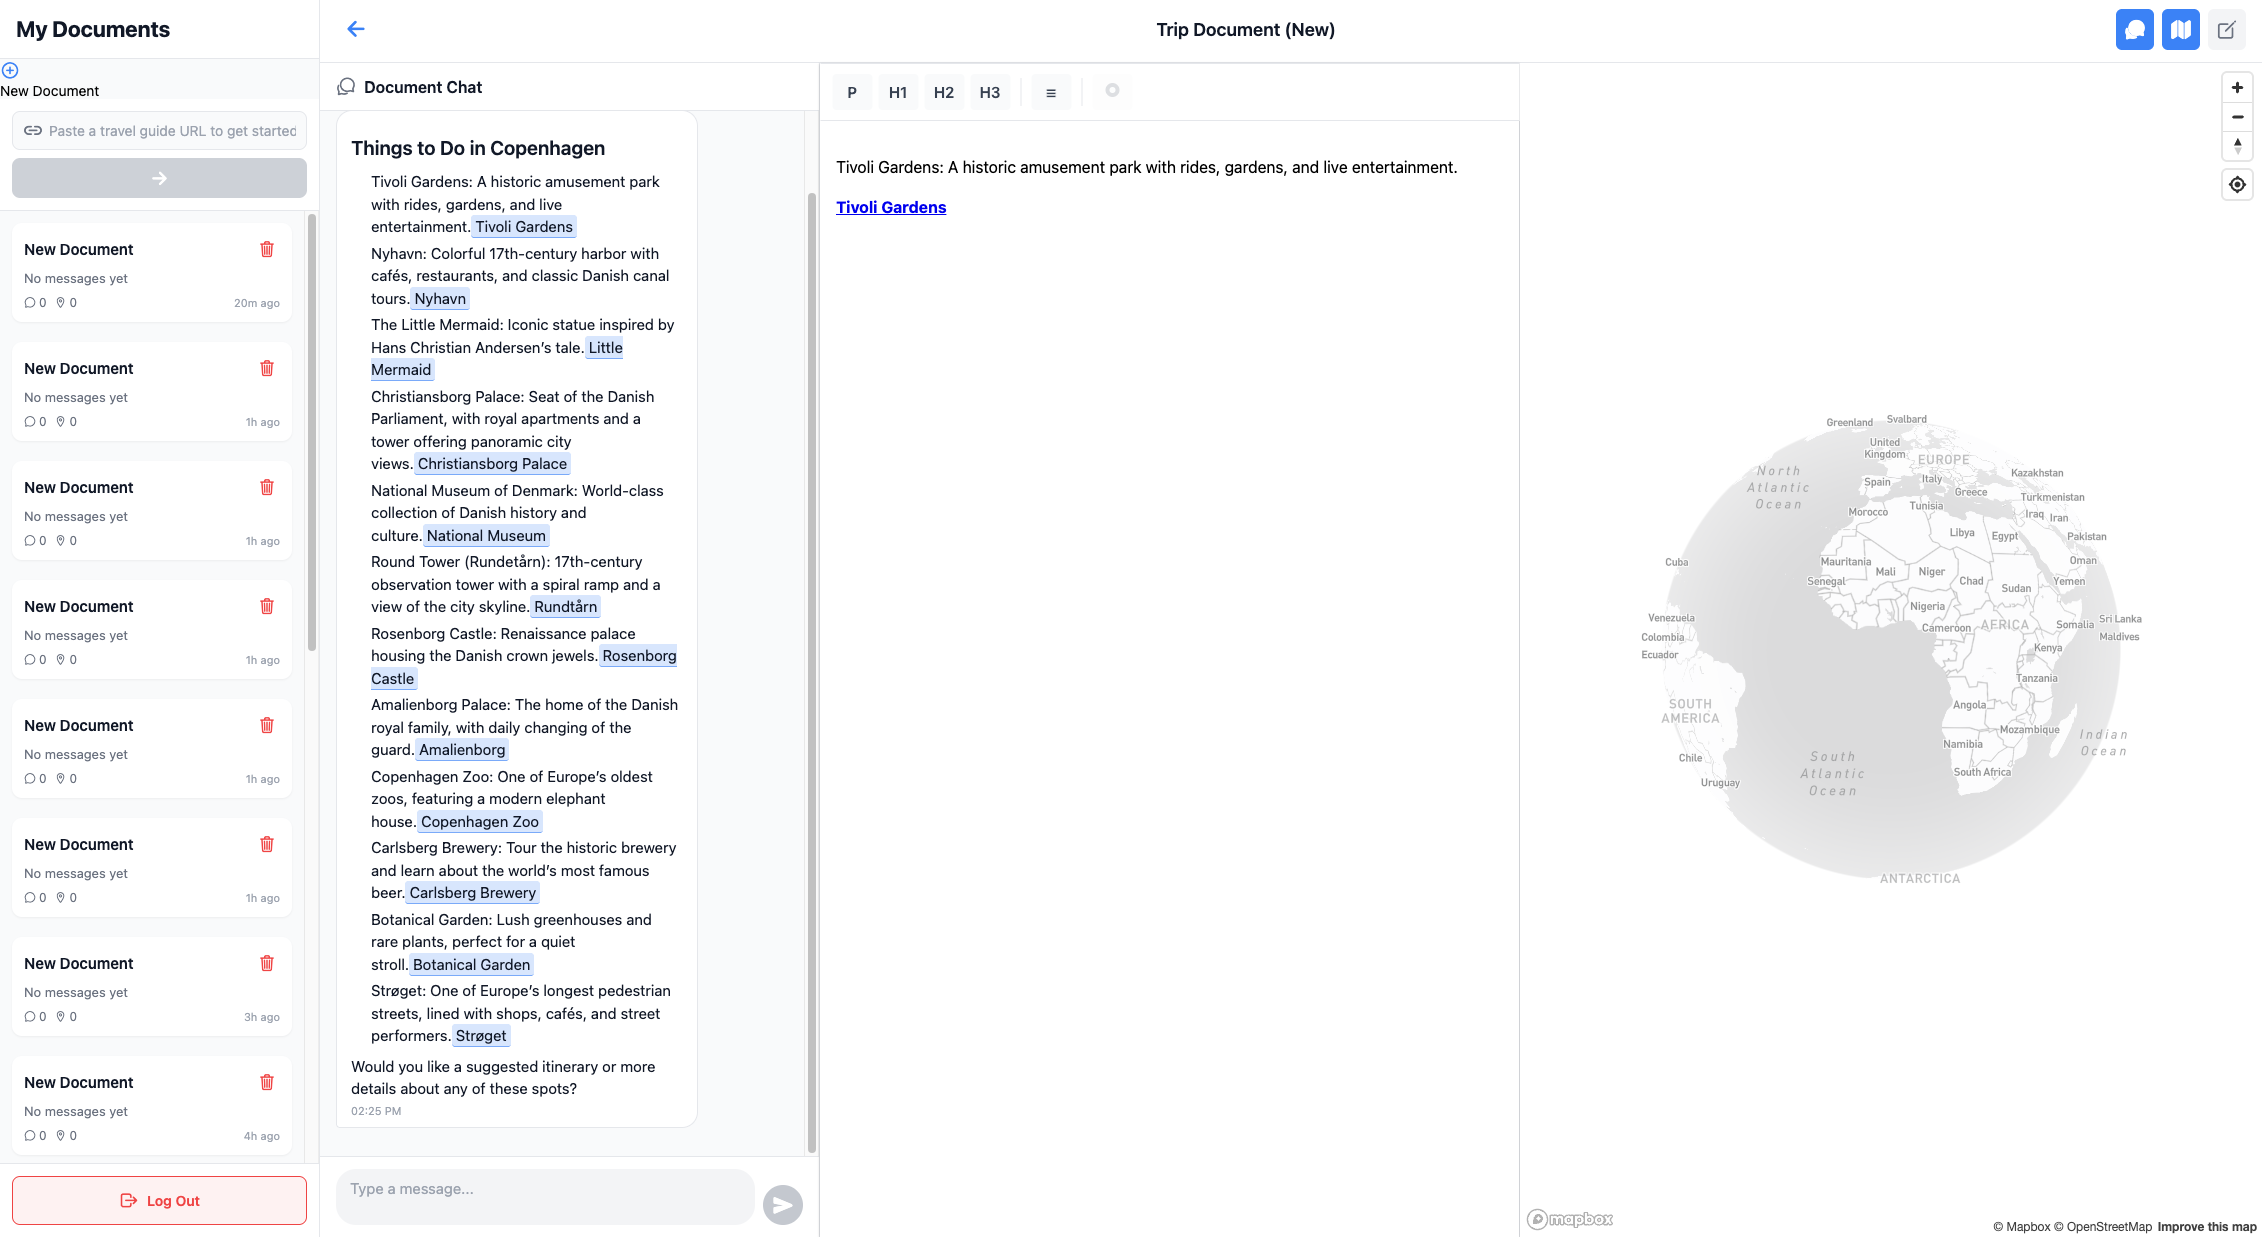 My Documents
New Document
Paste a travel guide URL to get started
New Document
No messages yet
0 0 20m ago
New Document
No messages yet
0 0 1h ago
New Document
No messages yet
0 0 1h ago
New Document
No messages yet
0 0 1h ago
New Document
No messages yet
0 0 1h ago
New Document
No messages yet
0 0 1h ago
New Document
No messages yet
0 0 3h ago
New Document
No messages yet
0 0 4h ago
Log Out
Trip Document (New)
Document Chat
Things to Do in Copenhagen
Tivoli Gardens: A historic amusement park
with rides, gardens, and live
entertainment. Tivoli Gardens
Nyhavn: Colorful 17th-century harbor with
cafés, restaurants, and classic Danish canal
tours. Nyhavn
The Little Mermaid: Iconic statue inspired by
Hans Christian Andersen's tale. Little
Mermaid
Christiansborg Palace: Seat of the Danish
Parliament, with royal apartments and a
tower offering panoramic city
views. Christiansborg Palace
National Museum of Denmark: World-class
collection of Danish history and
culture. National Museum
Round Tower (Rundetårn): 17th-century
observation tower with a spiral ramp and a
view of the city skyline. Rundtårn
Rosenborg Castle: Renaissance palace
housing the Danish crown jewels. Rosenborg
Castle
Amalienborg Palace: The home of the Danish
royal family, with daily changing of the
guard. Amalienborg
Copenhagen Zoo: One of Europe's oldest
zoos, featuring a modern elephant
house. Copenhagen Zoo
Carlsberg Brewery: Tour the historic brewery
and learn about the world's most famous
beer. Carlsberg Brewery
Botanical Garden: Lush greenhouses and
rare plants, perfect for a quiet
stroll. Botanical Garden
Strøget: One of Europe's longest pedestrian
streets, lined with shops, cafés, and street
performers. Strøget
Would you like a suggested itinerary or more
details about any of these spots?
02:25 PM
Type a message...
P H1 H2 H3
Tivoli Gardens: A historic amusement park with rides, gardens, and live entertainment.
Tivoli Gardens
Greenland
Svalbard
United
Kingdom
EUROPE
North
Atlantic
Ocean
Kazakhstan
Spain
Italy
Greece
Turkmenistan
Morocco
Tunisia
Iraq
Iran
Libya
Egypt
Pakistan
Cuba
Mauritania
Oman
Senegal
Mali
Niger
Chad
Yemen
Sudan
Nigeria
Venezuela
Cameroon
AFRICA
Somalia
Sri Lanka
Colombia
Maldives
Ecuador
Kenya
Tanzania
SOUTH
AMERICA
Angola
Mozambique
Indian
Ocean
Namibia
Chile
South
Atlantic
Ocean
South Africa
Uruguay
ANTARCTICA
mapbox
© Mapbox © OpenStreetMap Improve this map